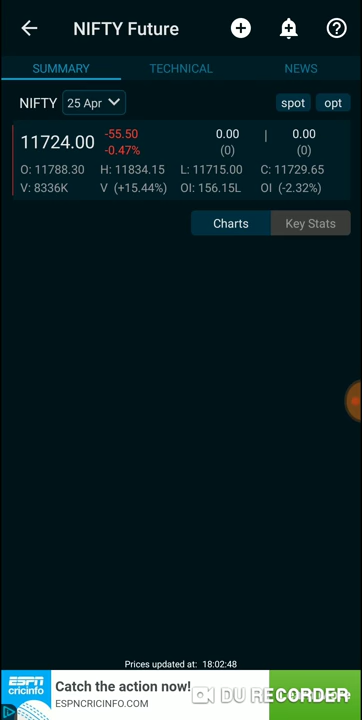 NIFTY Future
SUMMARY TECHNICAL NEWS
NIFTY 25 Apr spot opt
11724.00 -55.50 0.00 | 0.00
-0.47% (0) (0)
O: 11788.30 H: 11834.15 L: 11715.00 C: 11729.65
V: 8336K V (+15.44%) OI: 156.15L OI (-2.32%)
Charts Key Stats
Prices updated at: 18:02:48
ESPN cricinfo
Catch the action now!
ESPNCRICINFO.COM
DU RECORDER